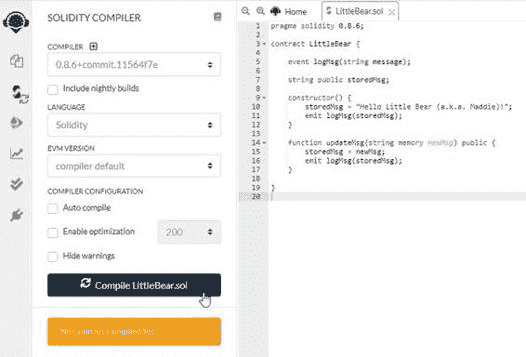 SOLIDITY COMPILER
COMPILER
0.8.6+commit.11564f7e
Include nightly builds
LANGUAGE
Solidity
EVM VERSION
compiler default
COMPILER CONFIGURATION
Auto compile
Enable optimization 200
Hide warnings
Compile LittleBear.sol
Home LittleBear.sol
1 pragma solidity 0.8.6;
2
3 contract LittleBear {
4
5 event logMsg(string message);
6
7 string public storedMsg;
8
9 constructor() {
10 storedMsg = "Hello Little Bear (a.k.a. Maddie)!";
11 emit logMsg(storedMsg);
12 }
13
14 function updateMsg(string memory newMsg) public {
15 storedMsg = newMsg;
16 emit logMsg(storedMsg);
17 }
18
19 }
20